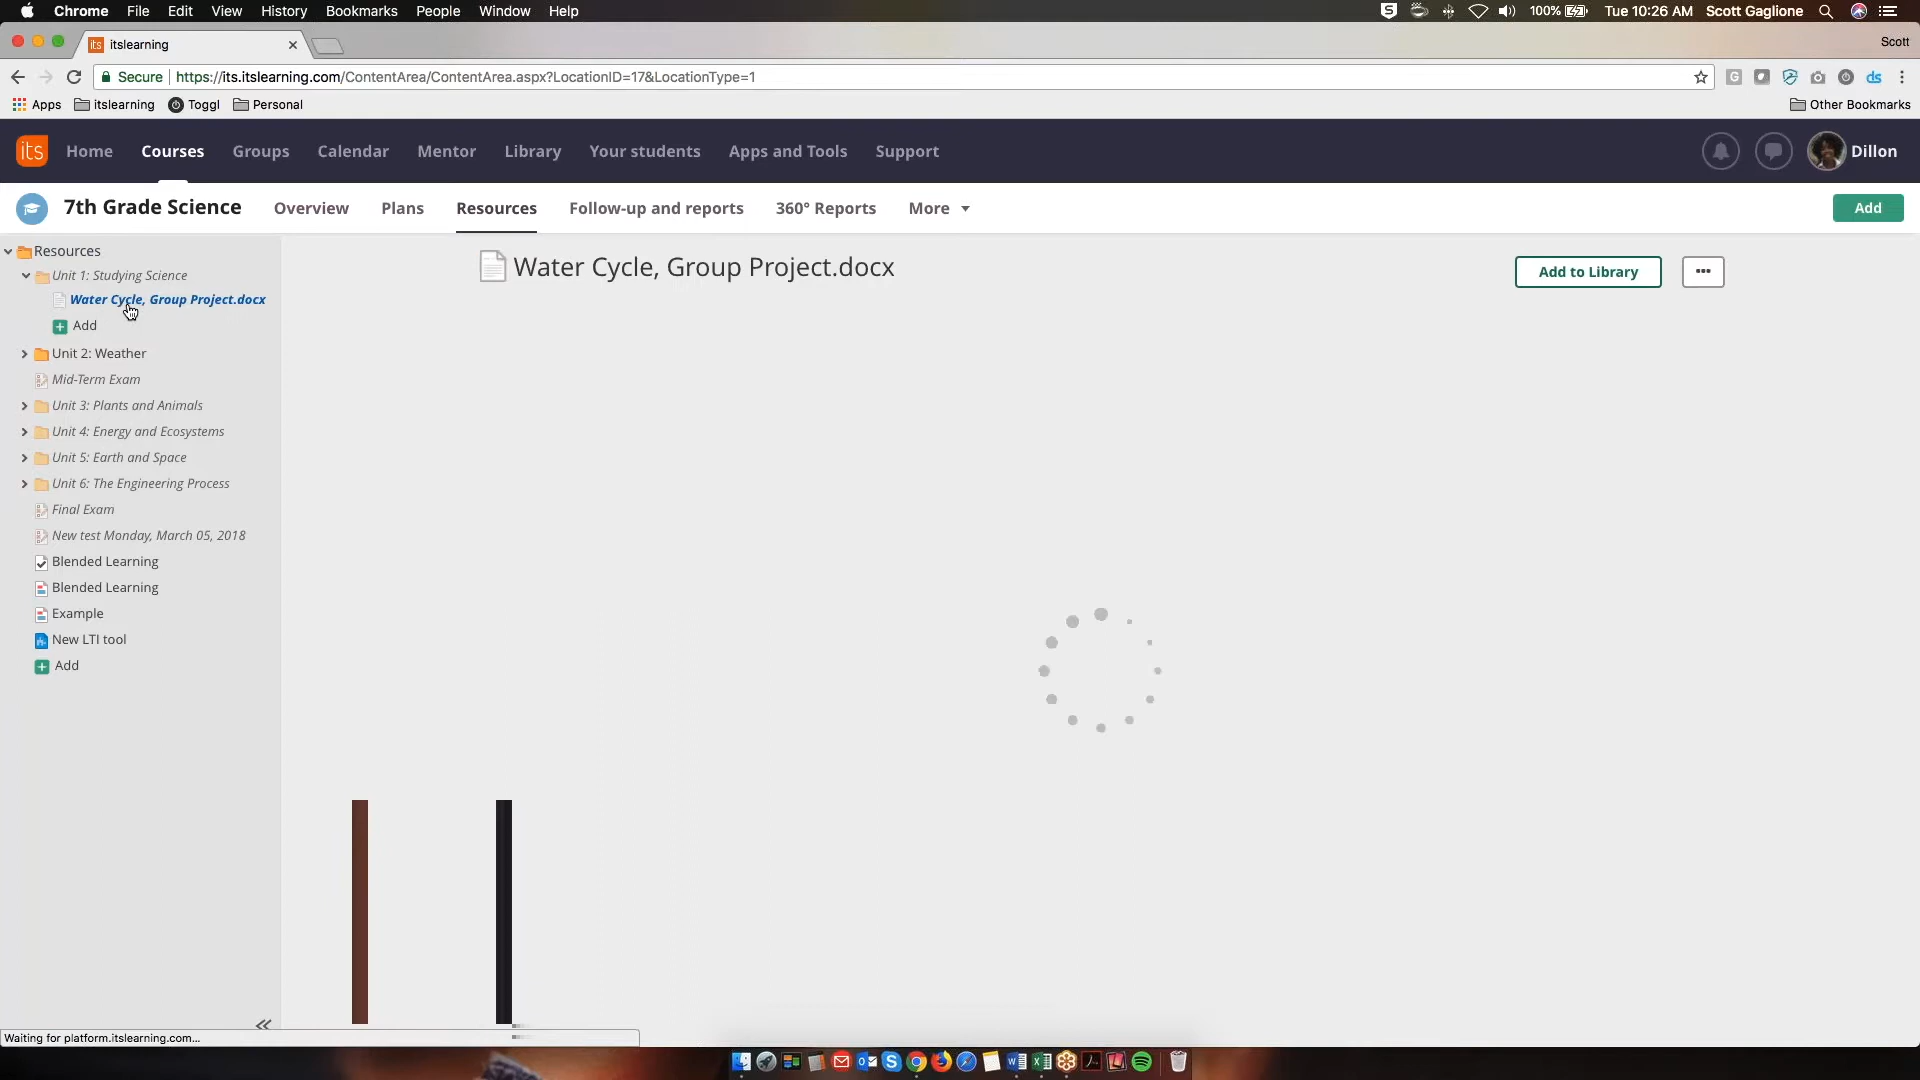 Chrome File Edit View History Bookmarks People Window Help
100% Tue 10:26 AM Scott Gaglione
its itslearning
Scott
Secure https://its.itslearning.com/ContentArea/ContentArea.aspx?LocationID=17&LocationType=1
G ds
Apps itslearning Toggl Personal Other Bookmarks
its Home Courses Groups Calendar Mentor Library Your students Apps and Tools Support Dillon
7th Grade Science Overview Plans Resources Follow-up and reports 360° Reports More Add
Resources
Unit 1: Studying Science
Water Cycle, Group Project.docx
Add
Unit 2: Weather
Mid-Term Exam
Unit 3: Plants and Animals
Unit 4: Energy and Ecosystems
Unit 5: Earth and Space
Unit 6: The Engineering Process
Final Exam
New test Monday, March 05, 2018
Blended Learning
Blended Learning
Example
New LTI tool
Add
Water Cycle, Group Project.docx
Add to Library
Waiting for platform.itslearning.com...